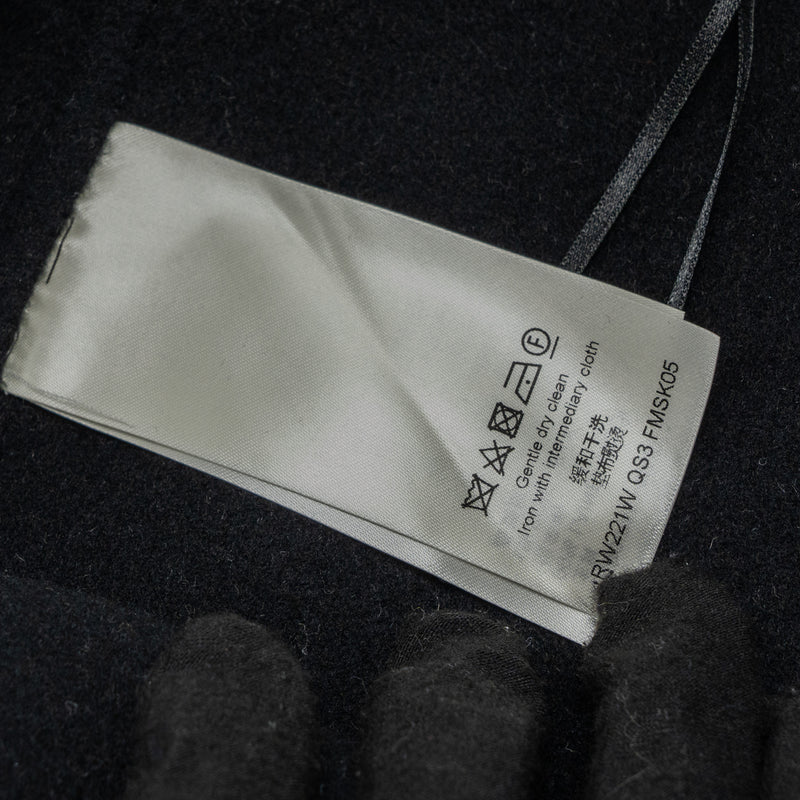 F
Gentle dry clean
Iron with intermediary cloth
缓和干洗
垫布熨烫
RW221W QS3 FMSK05